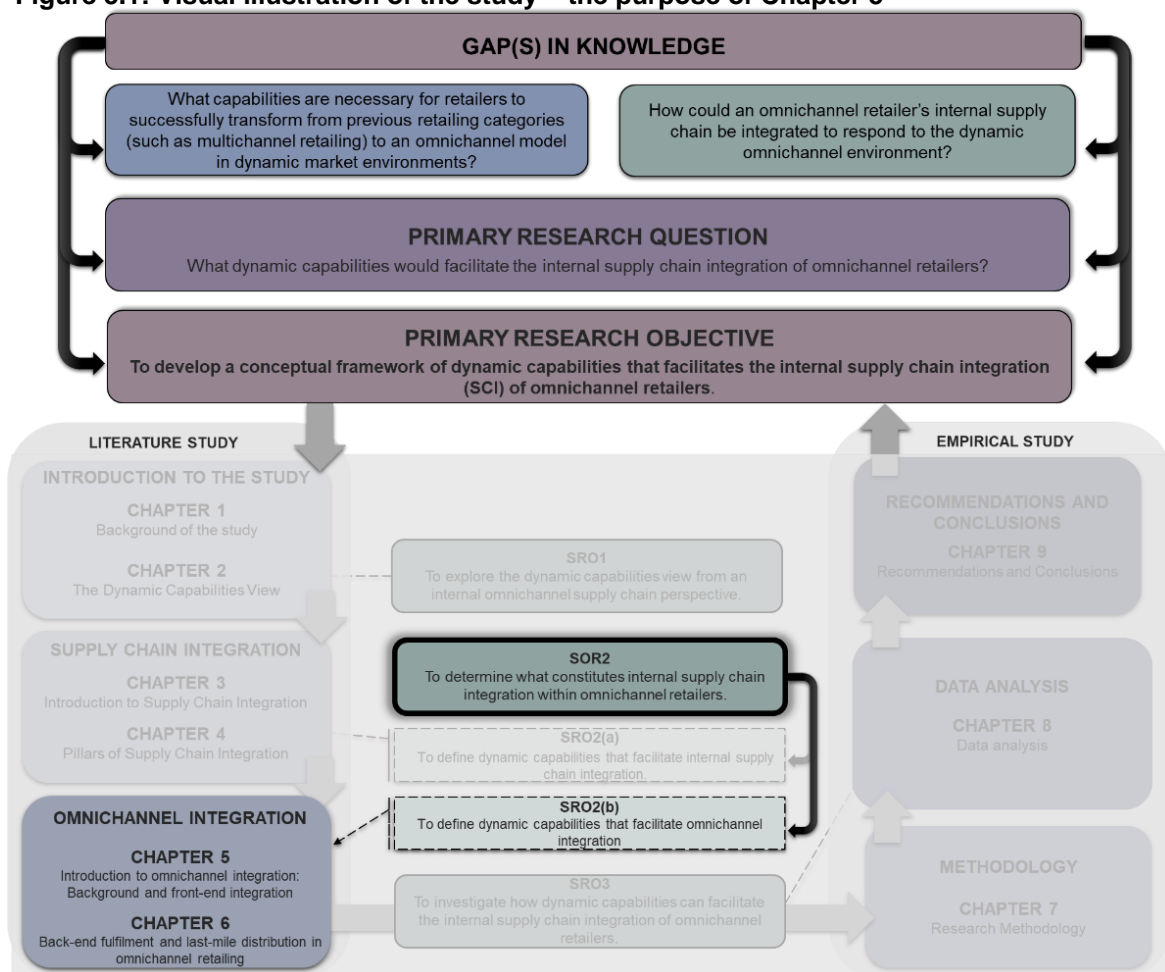 GAP(S) IN KNOWLEDGE
What capabilities are necessary for retailers to
successfully transform from previous retailing categories
(such as multichannel retailing) to an omnichannel model
in dynamic market environments?
How could an omnichannel retailer's internal supply
chain be integrated to respond to the dynamic
omnichannel environment?
PRIMARY RESEARCH QUESTION
What dynamic capabilities would facilitate the internal supply chain integration of omnichannel retailers?
PRIMARY RESEARCH OBJECTIVE
To develop a conceptual framework of dynamic capabilities that facilitates the internal supply chain integration
(SCI) of omnichannel retailers.
LITERATURE STUDY
INTRODUCTION TO THE STUDY
CHAPTER 1
Background of the study
CHAPTER 2
The Dynamic Capabilities View
SUPPLY CHAIN INTEGRATION
CHAPTER 3
Introduction to Supply Chain Integration
CHAPTER 4
Pillars of Supply Chain Integration
OMNICHANNEL INTEGRATION
CHAPTER 5
Introduction to omnichannel integration:
Background and front-end integration
CHAPTER 6
Back-end fulfilment and last-mile distribution in
omnichannel retailing
SRO1
To explore the dynamic capabilities view from an
internal omnichannel supply chain perspective.
SOR2
To determine what constitutes internal supply chain
integration within omnichannel retailers.
SRO2(a)
To define dynamic capabilities that facilitate internal supply
chain integration.
SRO2(b)
To define dynamic capabilities that facilitate omnichannel
integration
SRO3
To investigate how dynamic capabilities can facilitate
the internal supply chain integration of omnichannel
retailers.
EMPIRICAL STUDY
RECOMMENDATIONS AND
CONCLUSIONS
CHAPTER 9
Recommendations and Conclusions
DATA ANALYSIS
CHAPTER 8
Data analysis
METHODOLOGY
CHAPTER 7
Research Methodology